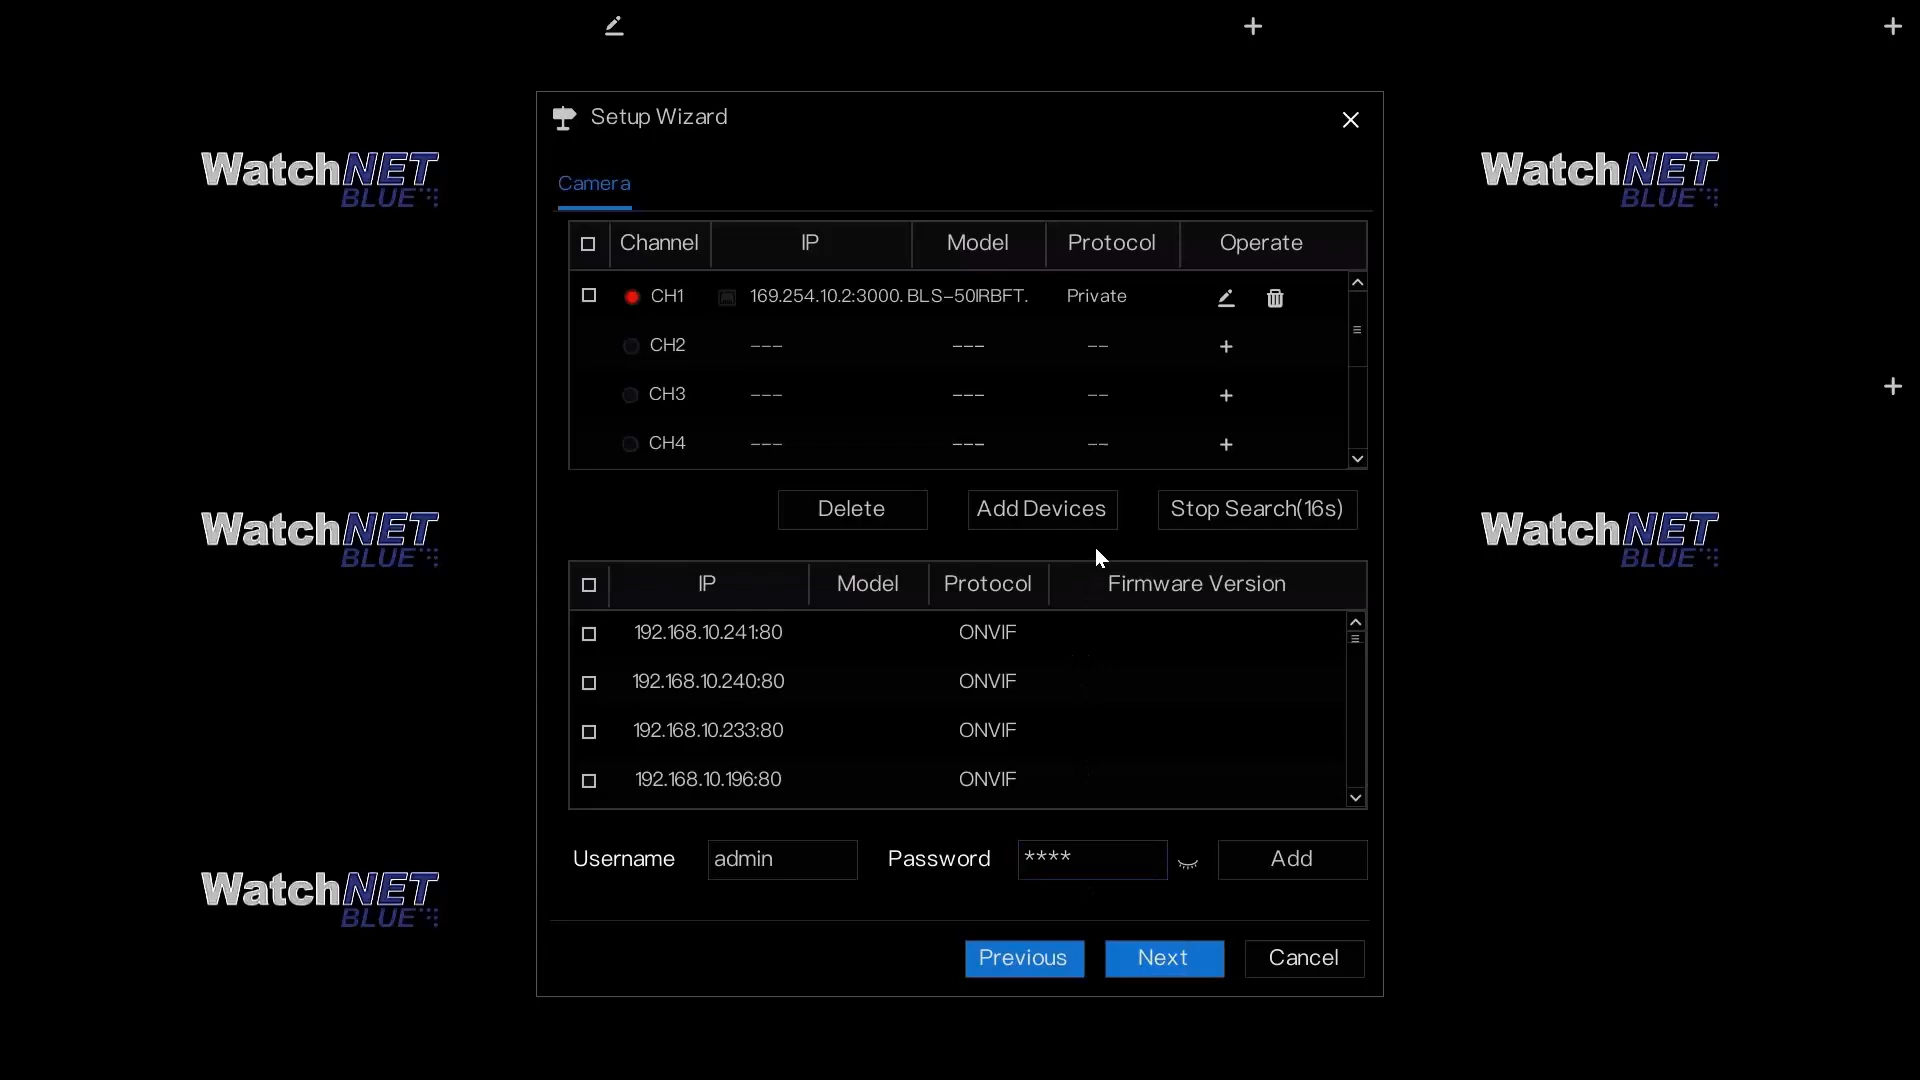 Setup Wizard
WatchNET
BLUE
WatchNET
BLUE
Camera
Channel IP Model Protocol Operate
CH1 169.254.10.2:3000. BLS-50IRBFT. Private
CH2 --- --- --
CH3 --- --- --
CH4 --- --- --
Delete Add Devices Stop Search(16s)
WatchNET
BLUE
WatchNET
BLUE
IP Model Protocol Firmware Version
192.168.10.241:80 ONVIF
192.168.10.240:80 ONVIF
192.168.10.233:80 ONVIF
192.168.10.196:80 ONVIF
Username admin Password **** Add
WatchNET
BLUE
Previous Next Cancel